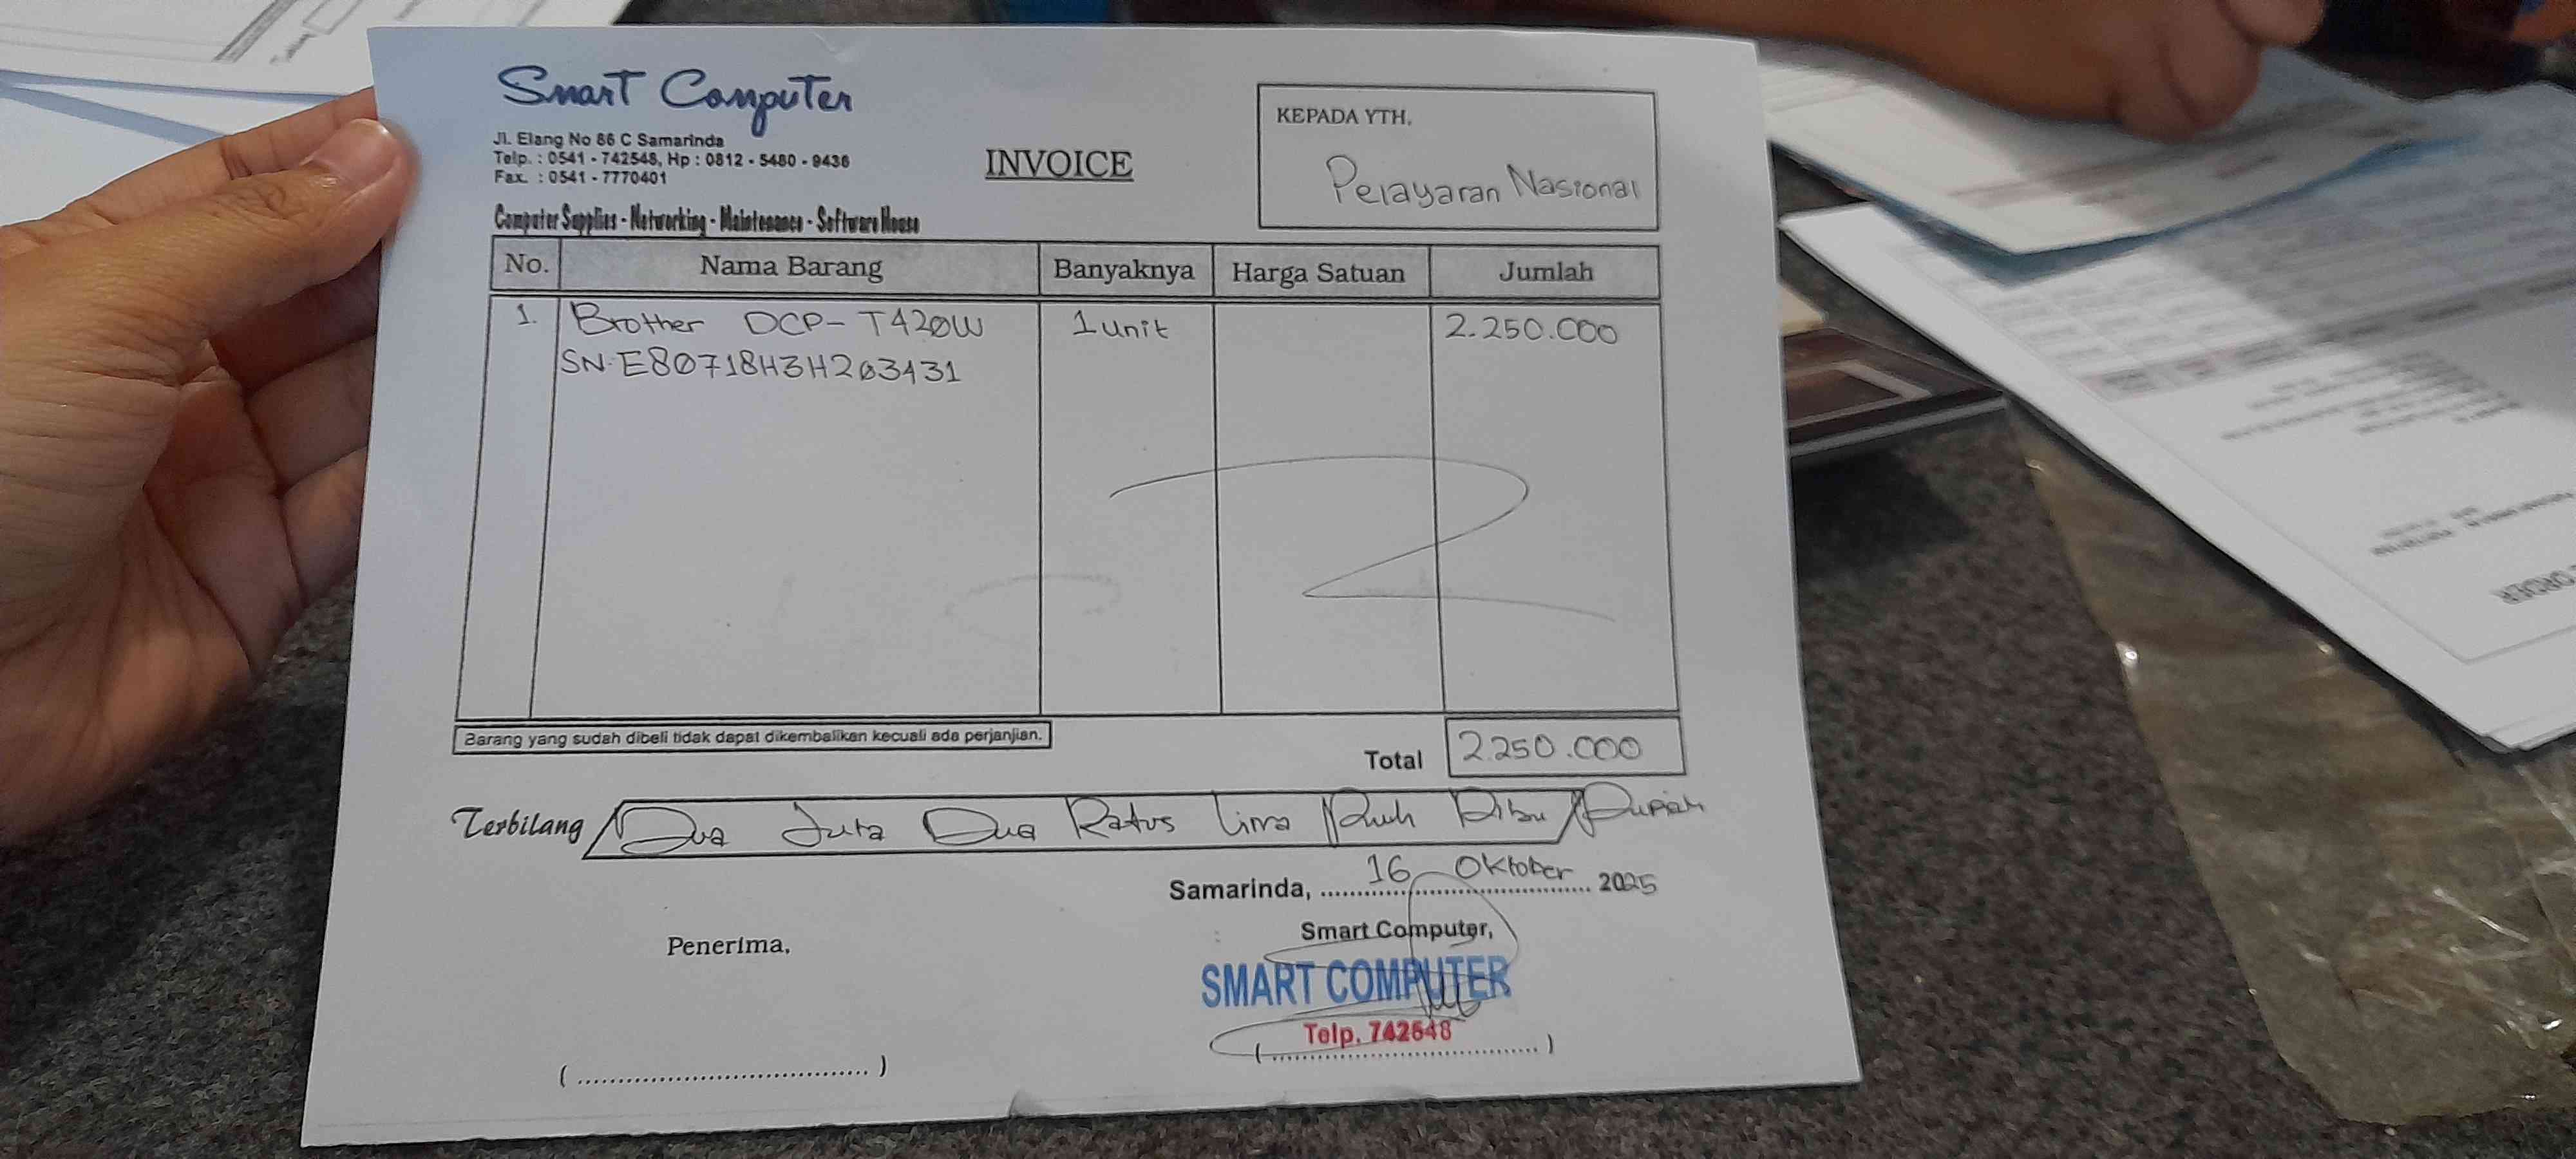 Smart Computer
Jl. Elang No 86 C Samarinda
Telp. : 0541 - 742548, Hp : 0812 - 5480 - 9436
Fax. : 0541 - 7770401
Computer Supplies - Networking - Maintenance - Software House
INVOICE
KEPADA YTH,
Pelayaran Nasional
No. Nama Barang Banyaknya Harga Satuan Jumlah
1. Brother DCP-T420W 1 unit 2.250.000
SN.E80718H3H203431
Barang yang sudah dibeli tidak dapat dikembalikan kecuali ada perjanjian.
Total 2.250.000
Terbilang Dua Juta Dua Ratus Lima Puluh Ribu Rupiah
Samarinda, 16 Oktober 2025
Penerima,
Smart Computer,
SMART COMPUTER
Telp. 742548
(....................................)
(....................................)
ORDER